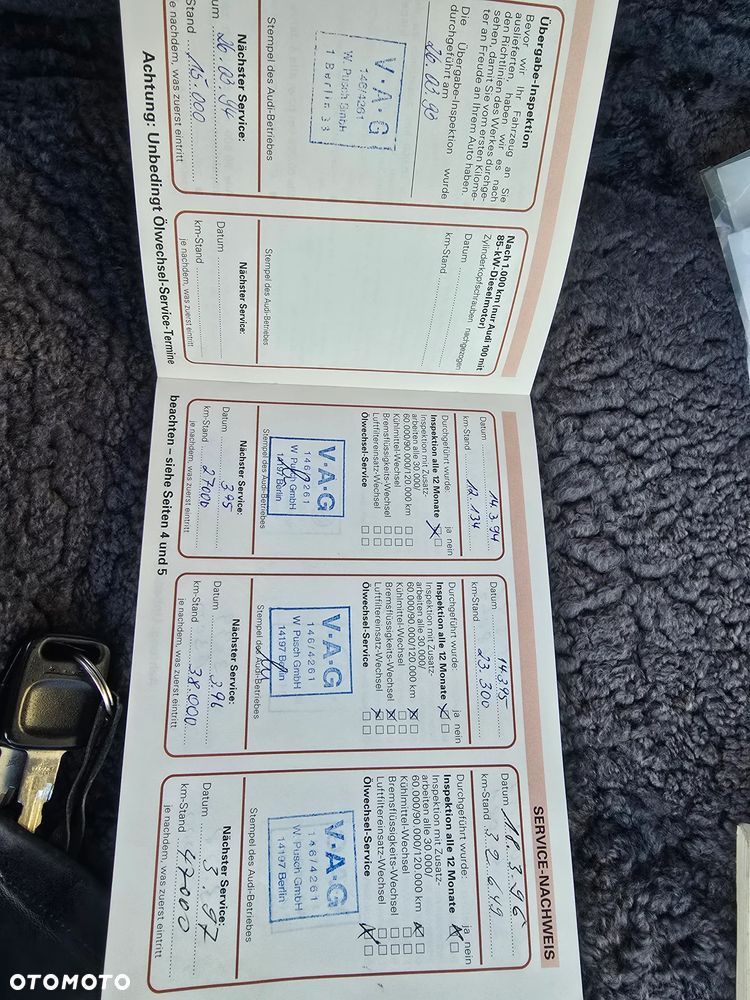 Übergabe-Inspektion
Bevor wir Ihr Fahrzeug an Sie
auslieferten, haben wir es nach
den Richtlinien des Werkes durchge-
sehen, damit Sie vom ersten Kilome-
ter an Freude an Ihrem Auto haben.
Die Übergabe-Inspektion wurde
durchgeführt am 26.03.93
V·A·G
146/4261
W. Pusch GmbH
1 Berlin 33
Stempel des Audi-Betriebes
Nächster Service:
um 26.03.94
Stand 15.000
je nachdem, was zuerst eintritt
Nach 1.000 km (nur Audi 100 mit
85-kW-Dieselmotor)
Zylinderkopfschrauben nachgezogen
Datum
km-Stand
Stempel des Audi-Betriebes
Nächster Service:
Datum
km-Stand
je nachdem, was zuerst eintritt
Achtung: Unbedingt Ölwechsel-Service-Termine
SERVICE-NACHWEIS
Datum 14.3.94
km-Stand 12 134
Durchgeführt wurde: ja nein
Inspektion alle 12 Monate
Inspektion mit Zusatz-
arbeiten alle 30.000/
60.000/90.000/120.000 km
Kühlmittel-Wechsel
Bremsflüssigkeits-Wechsel
Luftfiltereinsatz-Wechsel
Ölwechsel-Service
V·A·G
146/4261
W Pusch GmbH
14197 Berlin
Stempel des Audi-Betriebes
Nächster Service:
Datum 3.95
km-Stand 27000
je nachdem, was zuerst eintritt
Datum 14.3.95
km-Stand 23.300
Durchgeführt wurde: ja nein
Inspektion alle 12 Monate
Inspektion mit Zusatz-
arbeiten alle 30.000/
60.000/90.000/120.000 km
Kühlmittel-Wechsel
Bremsflüssigkeits-Wechsel
Luftfiltereinsatz-Wechsel
Ölwechsel-Service
V·A·G
146/4261
W Pusch GmbH
14197 Berlin
Stempel des Audi-Betriebes
Nächster Service:
Datum 3.96
km-Stand 38.000
je nachdem, was zuerst eintritt
Datum 3.96
km-Stand 32 649
Durchgeführt wurde: ja nein
Inspektion alle 12 Monate
Inspektion mit Zusatz-
arbeiten alle 30.000/
60.000/90.000/120.000 km
Kühlmittel-Wechsel
Bremsflüssigkeits-Wechsel
Luftfiltereinsatz-Wechsel
Ölwechsel-Service
V·A·G
146/4261
W Pusch GmbH
14197 Berlin
Stempel des Audi-Betriebes
Nächster Service:
Datum 3.97
km-Stand 47000
je nachdem, was zuerst eintritt
beachten – siehe Seiten 4 und 5
OTOMOTO